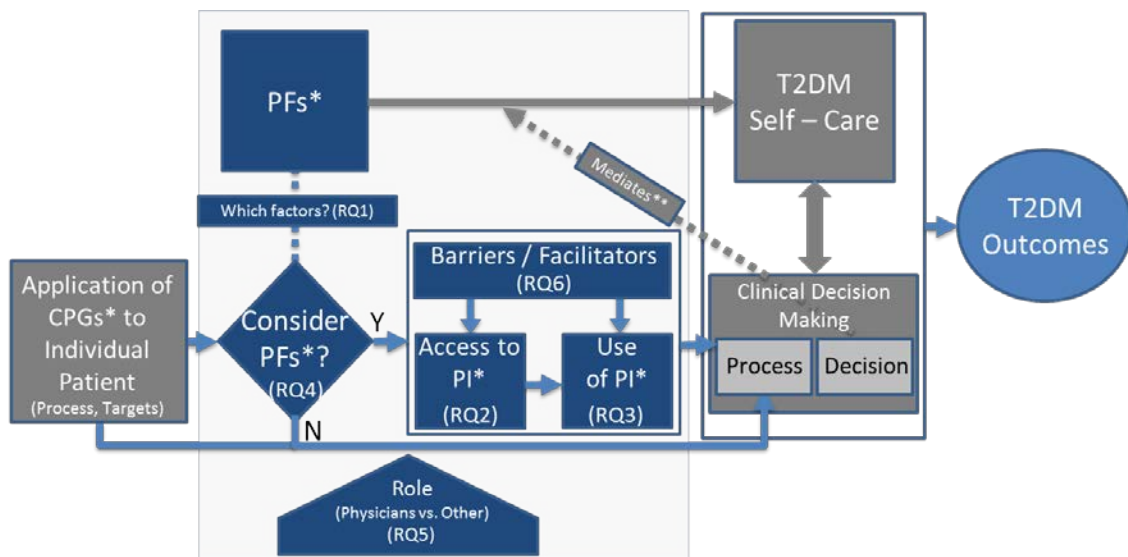 PFs*
T2DM
Self – Care
Mediates**
Which factors? (RQ1)
T2DM
Outcomes
Application of
CPGs* to
Individual
Patient
(Process, Targets)
Consider
PFs*?
(RQ4)
Y
N
Barriers / Facilitators
(RQ6)
Access to
PI*
(RQ2)
Use
of PI*
(RQ3)
Clinical Decision
Making
Process
Decision
Role
(Physicians vs. Other)
(RQ5)